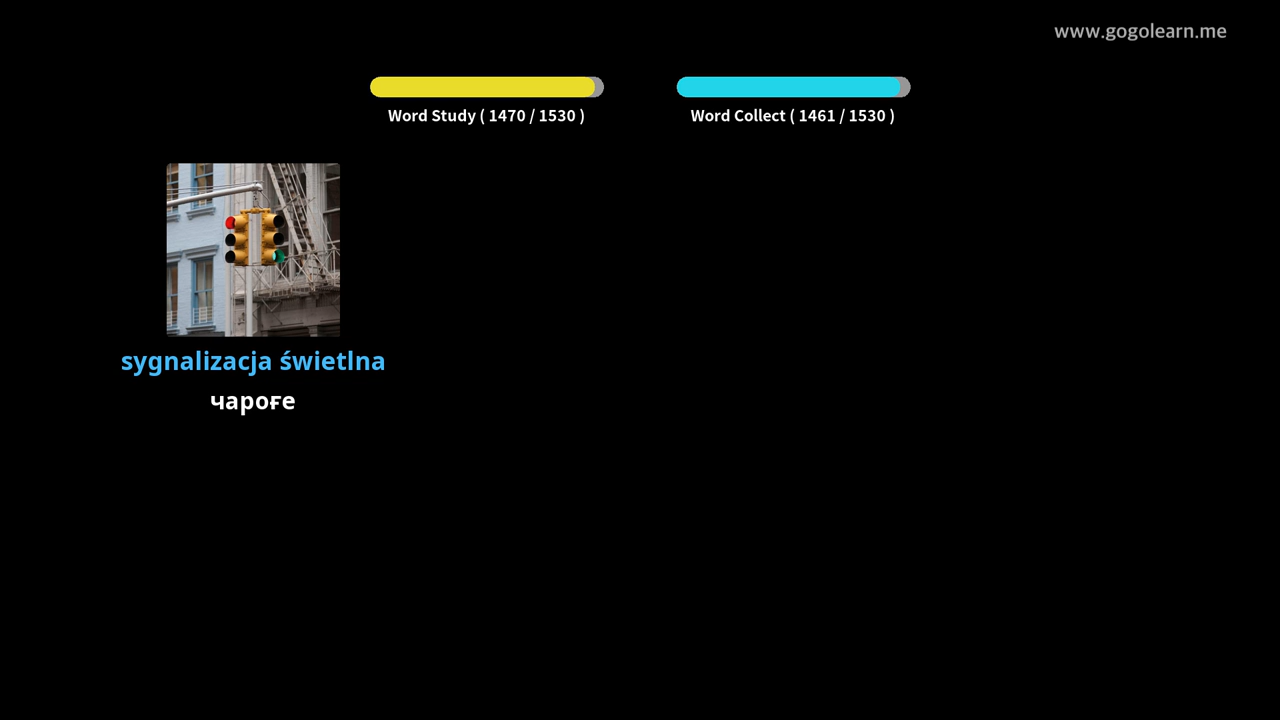 www.gogolearn.me
Word Study ( 1470 / 1530 )
Word Collect ( 1461 / 1530 )
sygnalizacja świetlna
чароғе